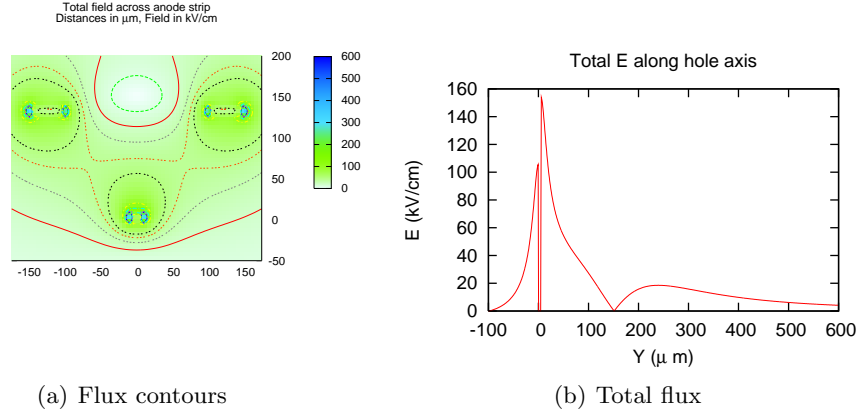 Total field across anode strip
Distances in μm, Field in kV/cm
200
150
100
50
0
-50
-150 -100 -50 0 50 100 150
600
500
400
300
200
100
0
(a) Flux contours
Total E along hole axis
E (kV/cm)
160
140
120
100
80
60
40
20
0
-100 0 100 200 300 400 500 600
Y (μ m)
(b) Total flux